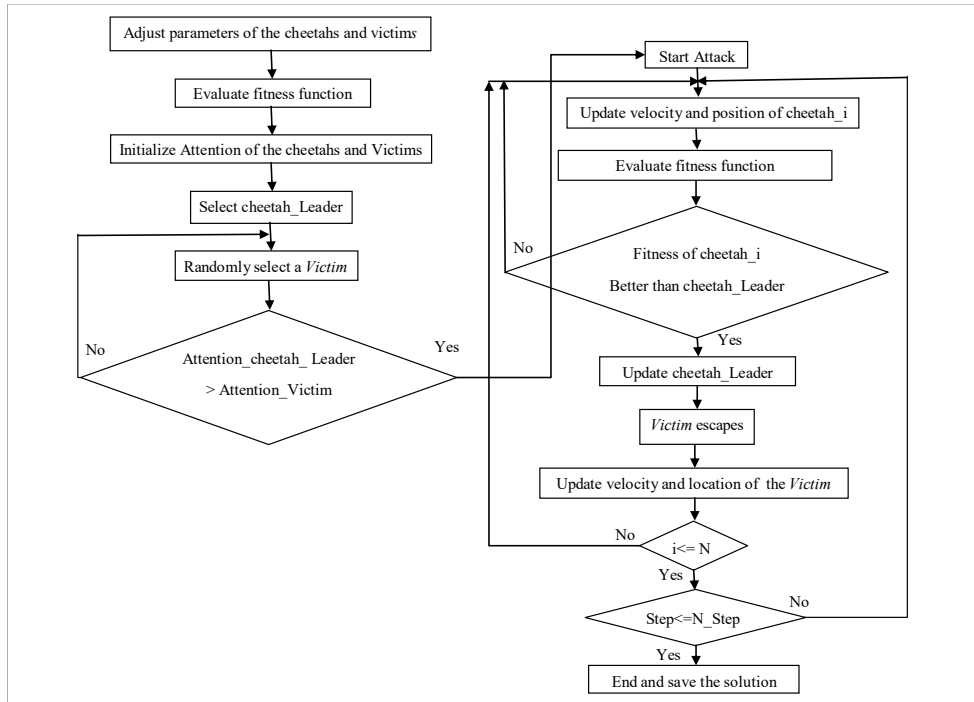 Adjust parameters of the cheetahs and victims
Evaluate fitness function
Initialize Attention of the cheetahs and Victims
Select cheetah_Leader
Randomly select a Victim
No
Yes
Attention_cheetah_ Leader
> Attention_Victim
Start Attack
Update velocity and position of cheetah_i
Evaluate fitness function
No
Fitness of cheetah_i
Better than cheetah_Leader
Yes
Update cheetah_Leader
Victim escapes
Update velocity and location of the Victim
No
i<= N
Yes
No
Step<=N_Step
Yes
End and save the solution